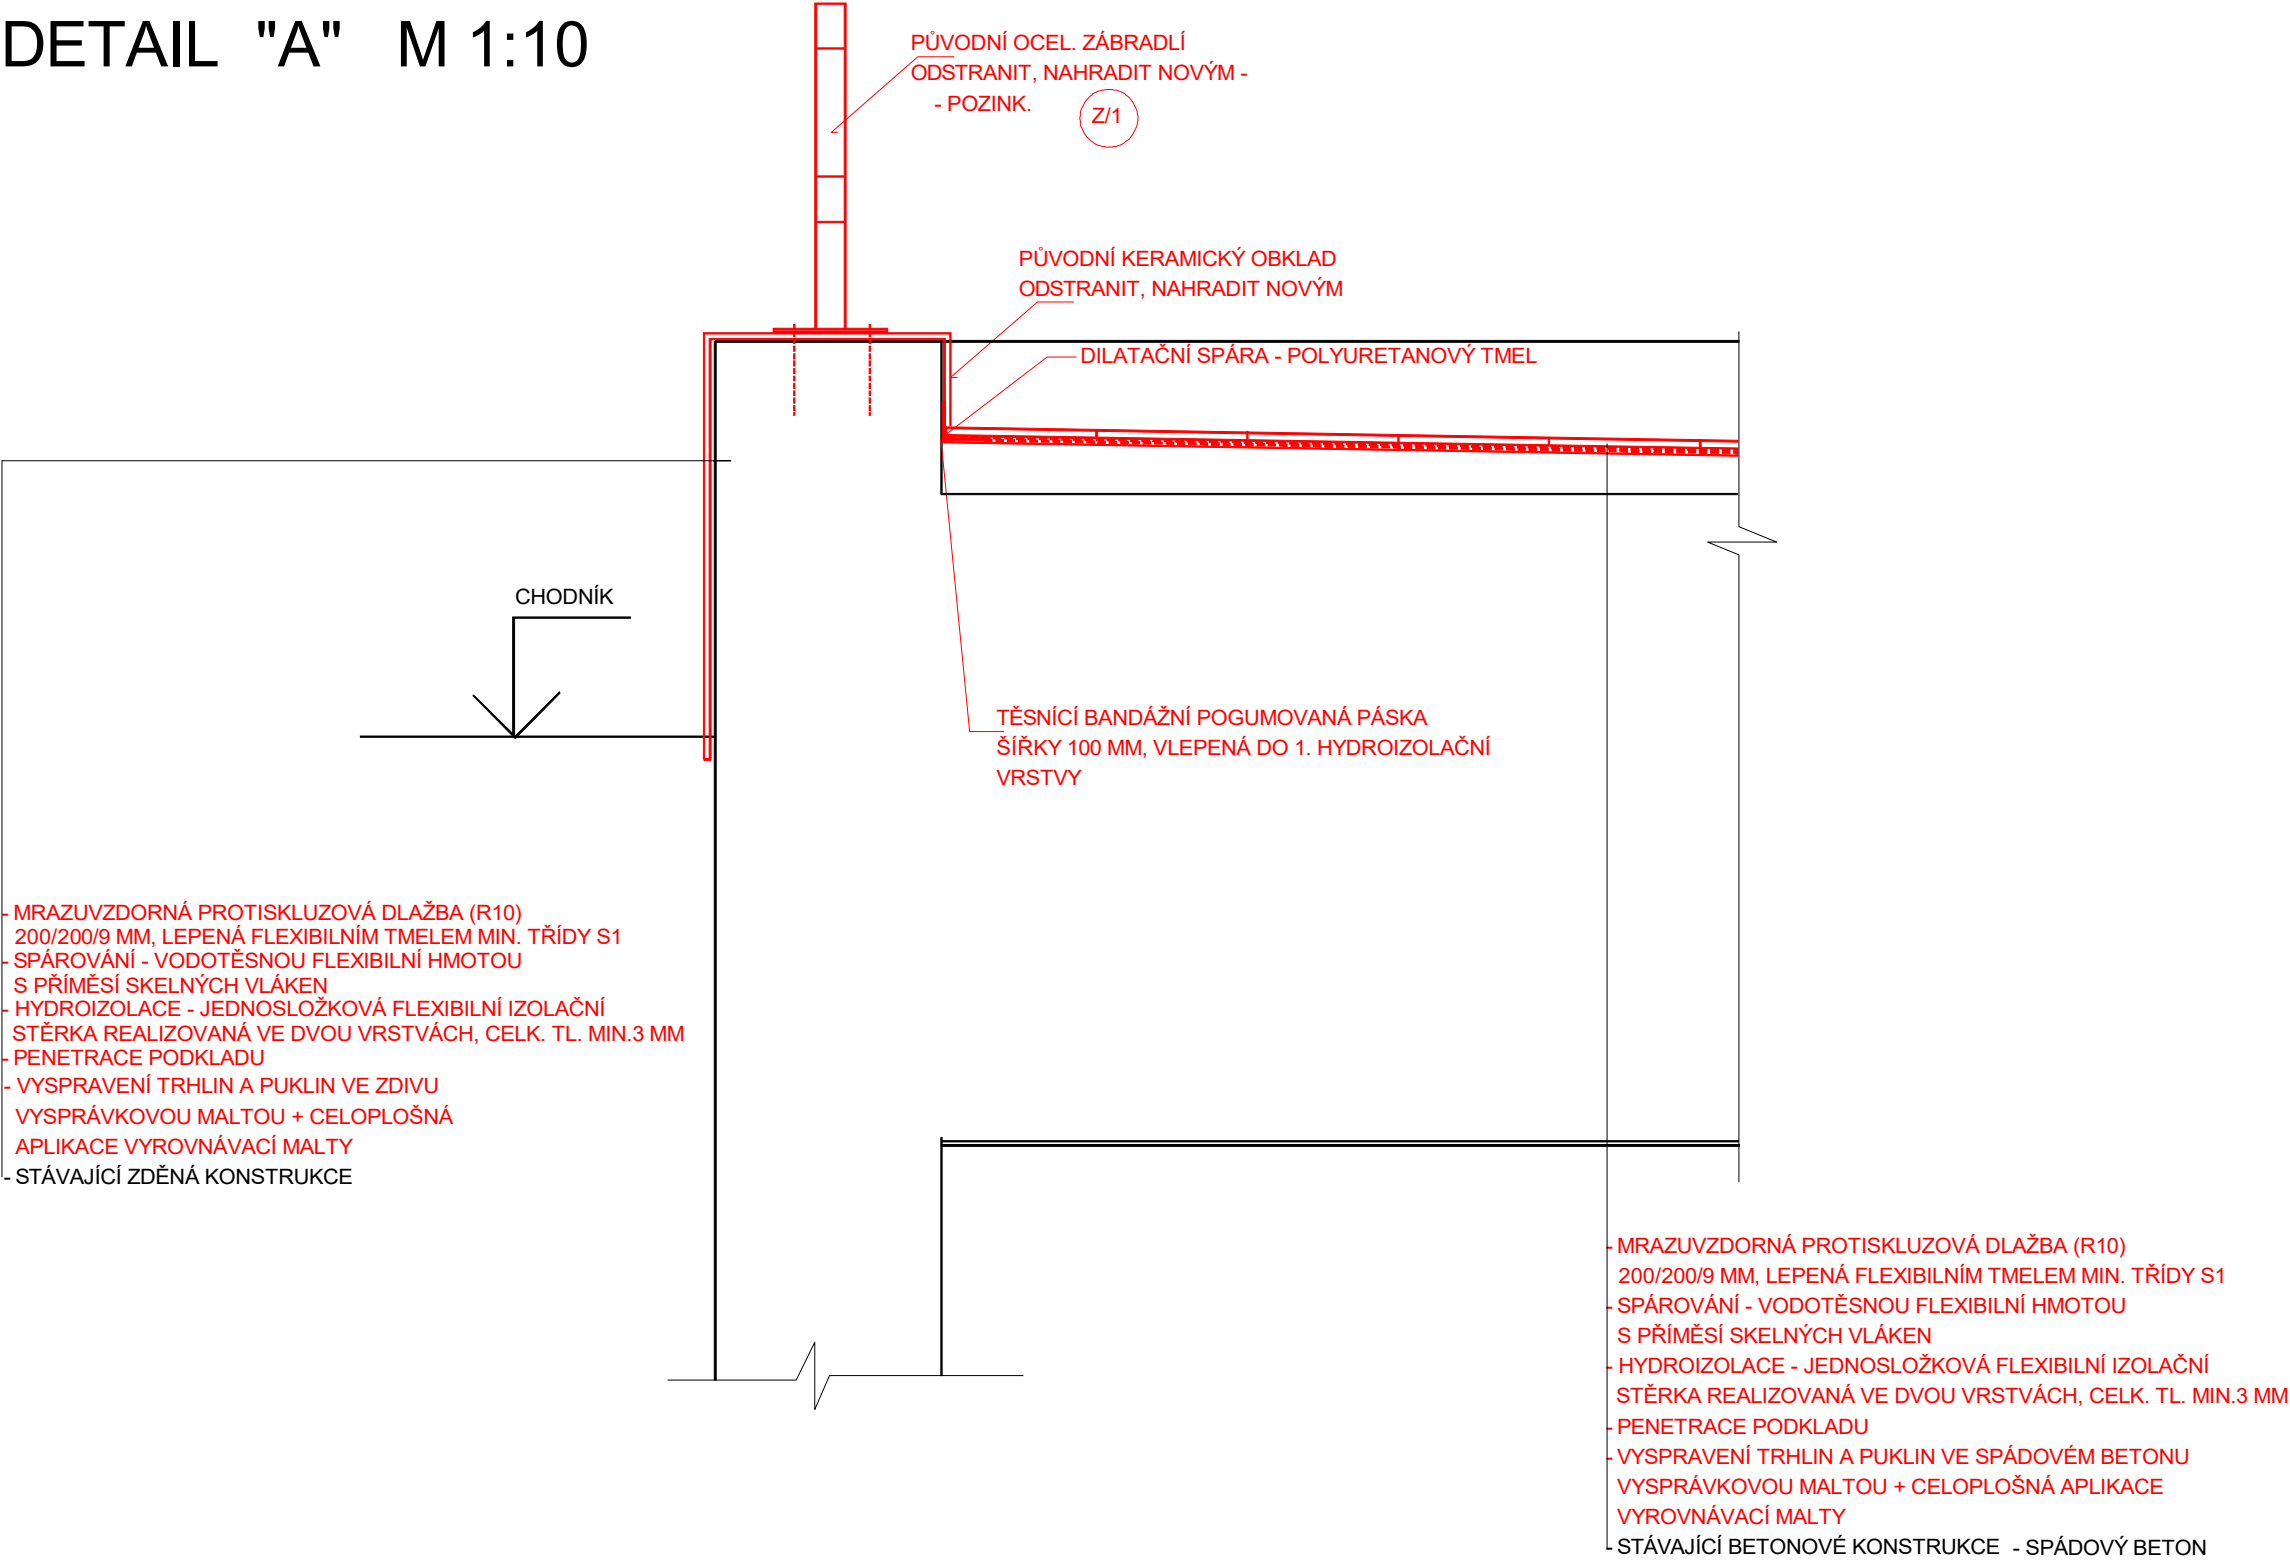 DETAIL "A" M 1:10
PŮVODNÍ OCEL. ZÁBRADLÍ
ODSTRANIT, NAHRADIT NOVÝM -
- POZINK.
Z/1
PŮVODNÍ KERAMICKÝ OBKLAD
ODSTRANIT, NAHRADIT NOVÝM
DILATAČNÍ SPÁRA - POLYURETANOVÝ TMEL
CHODNÍK
TĚSNÍCÍ BANDÁŽNÍ POGUMOVANÁ PÁSKA
ŠÍŘKY 100 MM, VLEPENÁ DO 1. HYDROIZOLAČNÍ
VRSTVY
- MRAZUVZDORNÁ PROTISKLUZOVÁ DLAŽBA (R10)
200/200/9 MM, LEPENÁ FLEXIBILNÍM TMELEM MIN. TŘÍDY S1
- SPÁROVÁNÍ - VODOTĚSNOU FLEXIBILNÍ HMOTOU
S PŘÍMĚSÍ SKELNÝCH VLÁKEN
- HYDROIZOLACE - JEDNOSLOŽKOVÁ FLEXIBILNÍ IZOLAČNÍ
STĚRKA REALIZOVANÁ VE DVOU VRSTVÁCH, CELK. TL. MIN.3 MM
- PENETRACE PODKLADU
- VYSPRAVENÍ TRHLIN A PUKLIN VE ZDIVU
VYSPRÁVKOVOU MALTOU + CELOPLOŠNÁ
APLIKACE VYROVNÁVACÍ MALTY
- STÁVAJÍCÍ ZDĚNÁ KONSTRUKCE
- MRAZUVZDORNÁ PROTISKLUZOVÁ DLAŽBA (R10)
200/200/9 MM, LEPENÁ FLEXIBILNÍM TMELEM MIN. TŘÍDY S1
- SPÁROVÁNÍ - VODOTĚSNOU FLEXIBILNÍ HMOTOU
S PŘÍMĚSÍ SKELNÝCH VLÁKEN
- HYDROIZOLACE - JEDNOSLOŽKOVÁ FLEXIBILNÍ IZOLAČNÍ
STĚRKA REALIZOVANÁ VE DVOU VRSTVÁCH, CELK. TL. MIN.3 MM
- PENETRACE PODKLADU
- VYSPRAVENÍ TRHLIN A PUKLIN VE SPÁDOVÉM BETONU
VYSPRÁVKOVOU MALTOU + CELOPLOŠNÁ APLIKACE
VYROVNÁVACÍ MALTY
- STÁVAJÍCÍ BETONOVÉ KONSTRUKCE - SPÁDOVÝ BETON